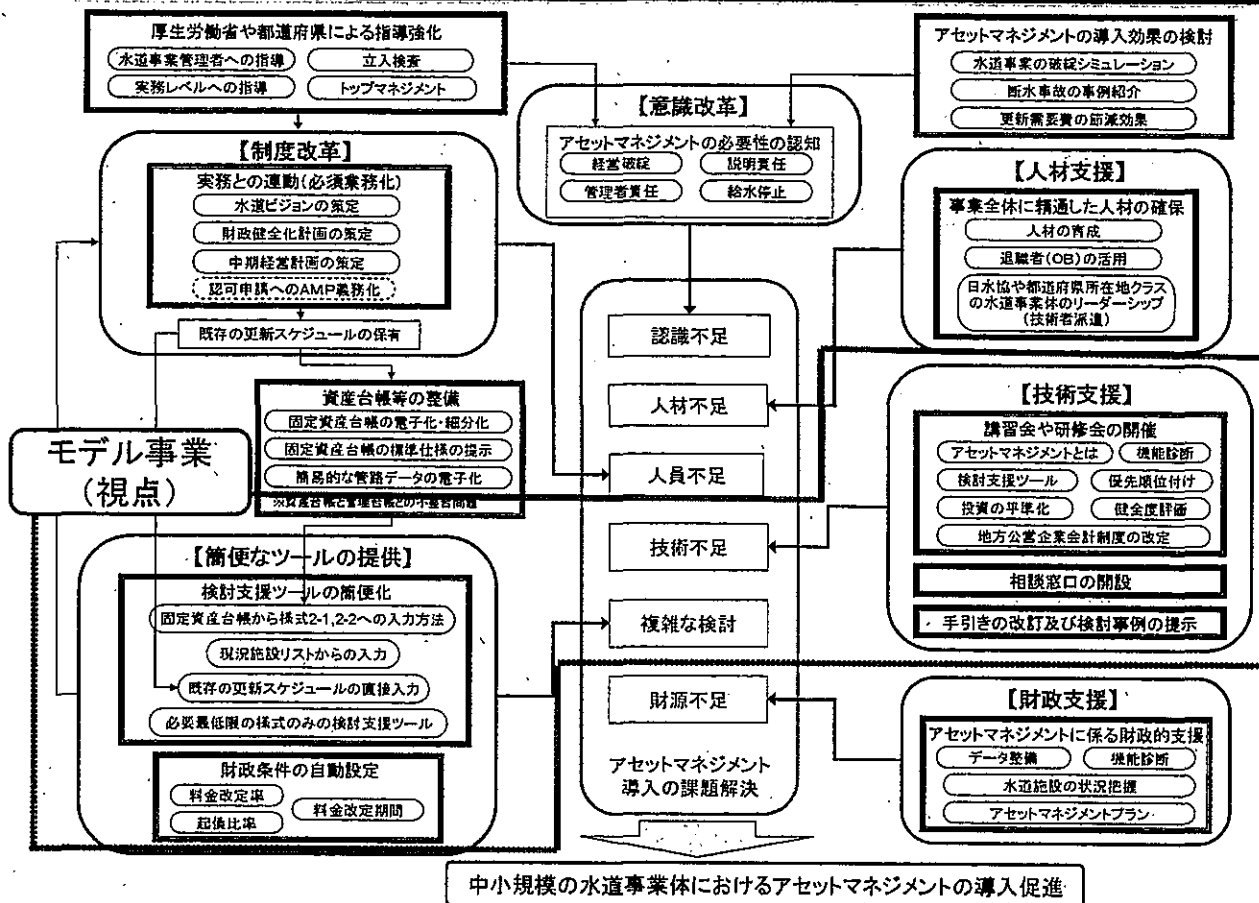 厚生労働省や都道府県による指導強化
水道事業管理者への指導
立入検査
実務レベルへの指導
トップマネジメント
アセットマネジメントの導入効果の検討
水道事業の破綻シミュレーション
断水事故の事例紹介
更新需要費の節減効果
【意識改革】
アセットマネジメントの必要性の認知
経営破綻
説明責任
管理者責任
給水停止
【制度改革】
実務との連動(必須業務化)
水道ビジョンの策定
財政健全化計画の策定
中期経営計画の策定
認可申請へのAMP義務化
既存の更新スケジュールの保有
【人材支援】
事業全体に精通した人材の確保
人材の育成
退職者(OB)の活用
日水協や都道府県所在地クラス
の水道事業体のリーダーシップ
(技術者派遣)
資産台帳等の整備
固定資産台帳の電子化・細分化
固定資産台帳の標準仕様の提示
簡易的な管路データの電子化
※資産台帳と管理台帳との不整合問題
モデル事業
(視点)
認識不足
人材不足
人員不足
技術不足
複雑な検討
財源不足
アセットマネジメント
導入の課題解決
【技術支援】
講習会や研修会の開催
アセットマネジメントとは
機能診断
検討支援ツール
優先順位付け
投資の平準化
健全度評価
地方公営企業会計制度の改定
相談窓口の開設
手引きの改訂及び検討事例の提示
【簡便なツールの提供】
検討支援ツールの簡便化
固定資産台帳から様式2-1,2-2への入力方法
現況施設リストからの入力
既存の更新スケジュールの直接入力
必要最低限の様式のみの検討支援ツール
財政条件の自動設定
料金改定率
料金改定期間
起債比率
【財政支援】
アセットマネジメントに係る財政的支援
データ整備
機能診断
水道施設の状況把握
アセットマネジメントプラン
中小規模の水道事業体におけるアセットマネジメントの導入促進